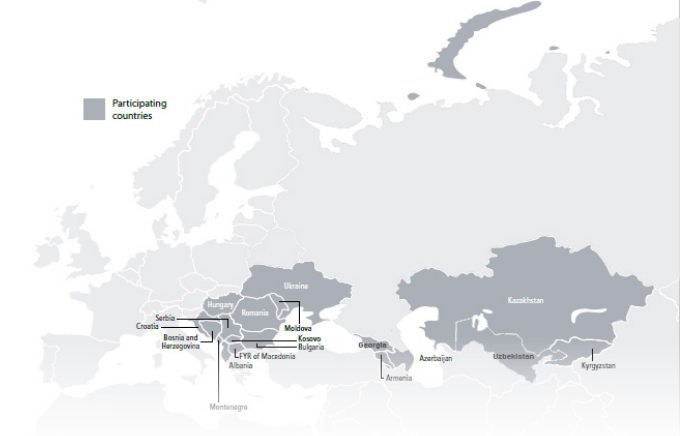 Participating
countries
Ukraine
Kazakhstan
Hungary
Romania
Serbia
Croatia
Moldova
Bosnia and
Herzegovina
Kosovo
Bulgaria
FYR of Macedonia
Albania
Georgia
Azerbaijan
Uzbekistan
Kyrgyzstan
Armenia
Montenegro